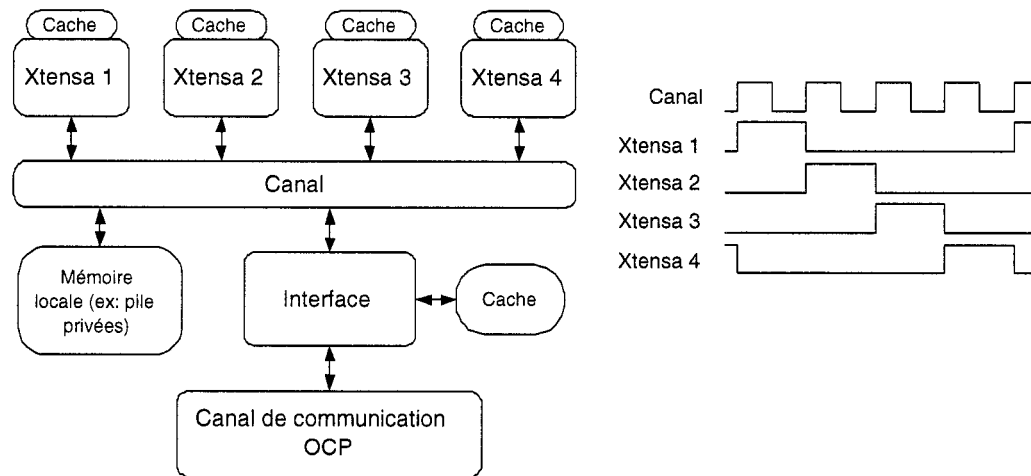 Cache
Cache
Cache
Cache
Xtensa 1
Xtensa 2
Xtensa 3
Xtensa 4
Canal
Mémoire
locale (ex: pile
privées)
Interface
Cache
Canal de communication
OCP
Canal
Xtensa 1
Xtensa 2
Xtensa 3
Xtensa 4